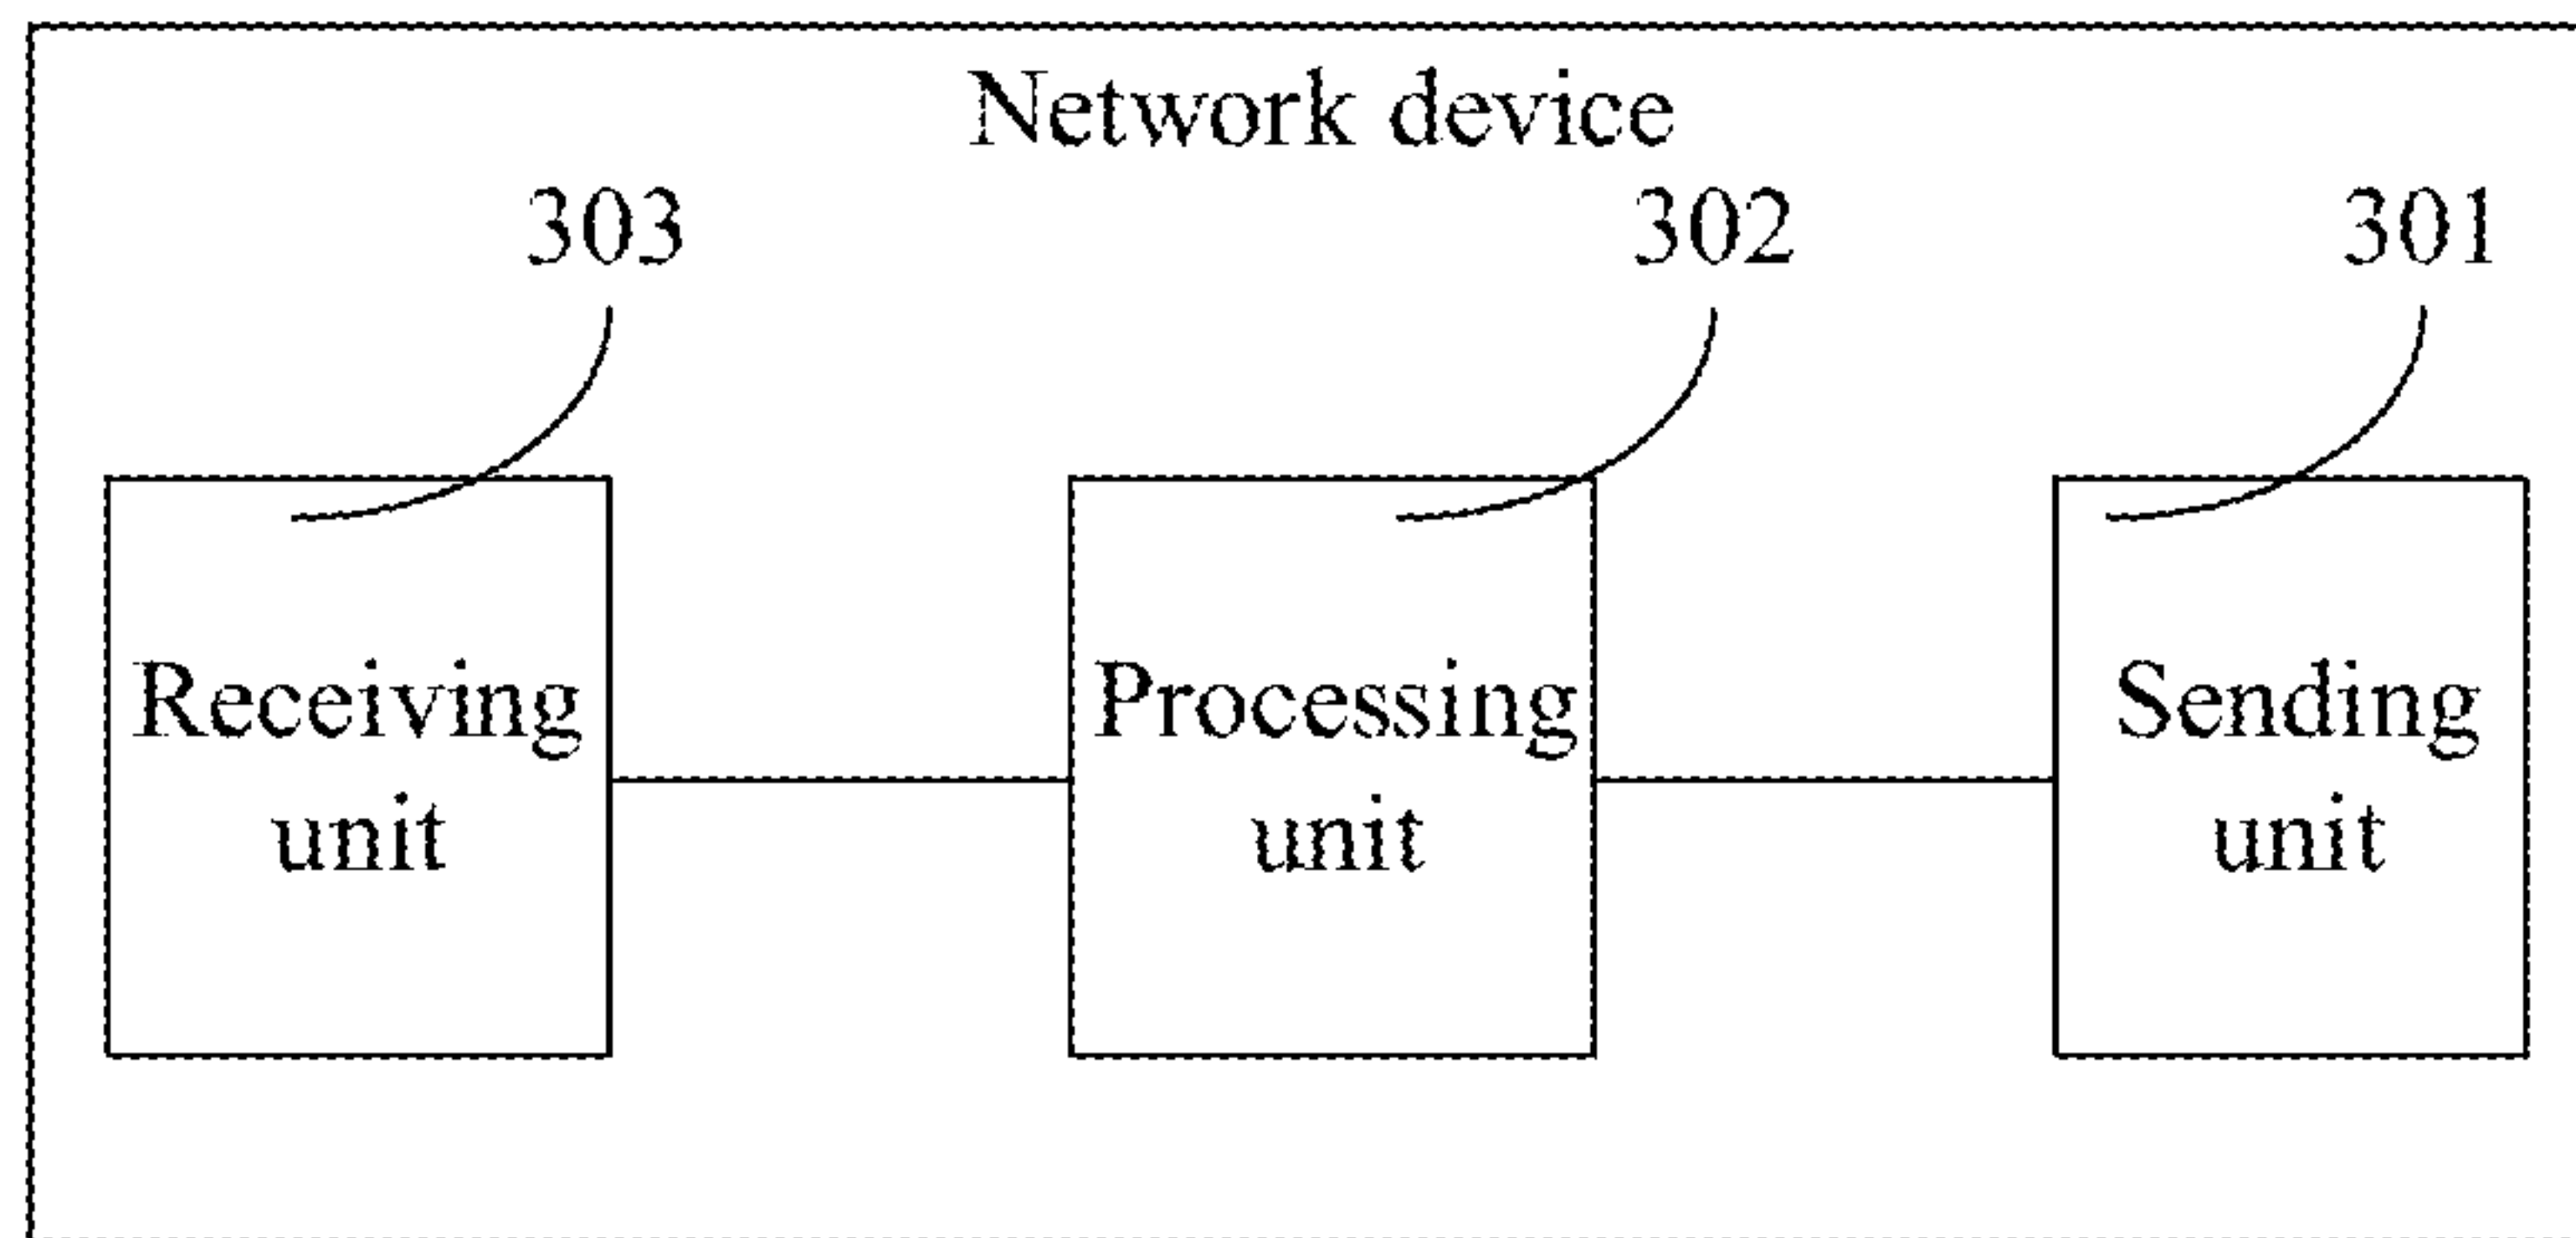 Network device
303
302
301
Receiving
unit
Processing
unit
Sending
unit